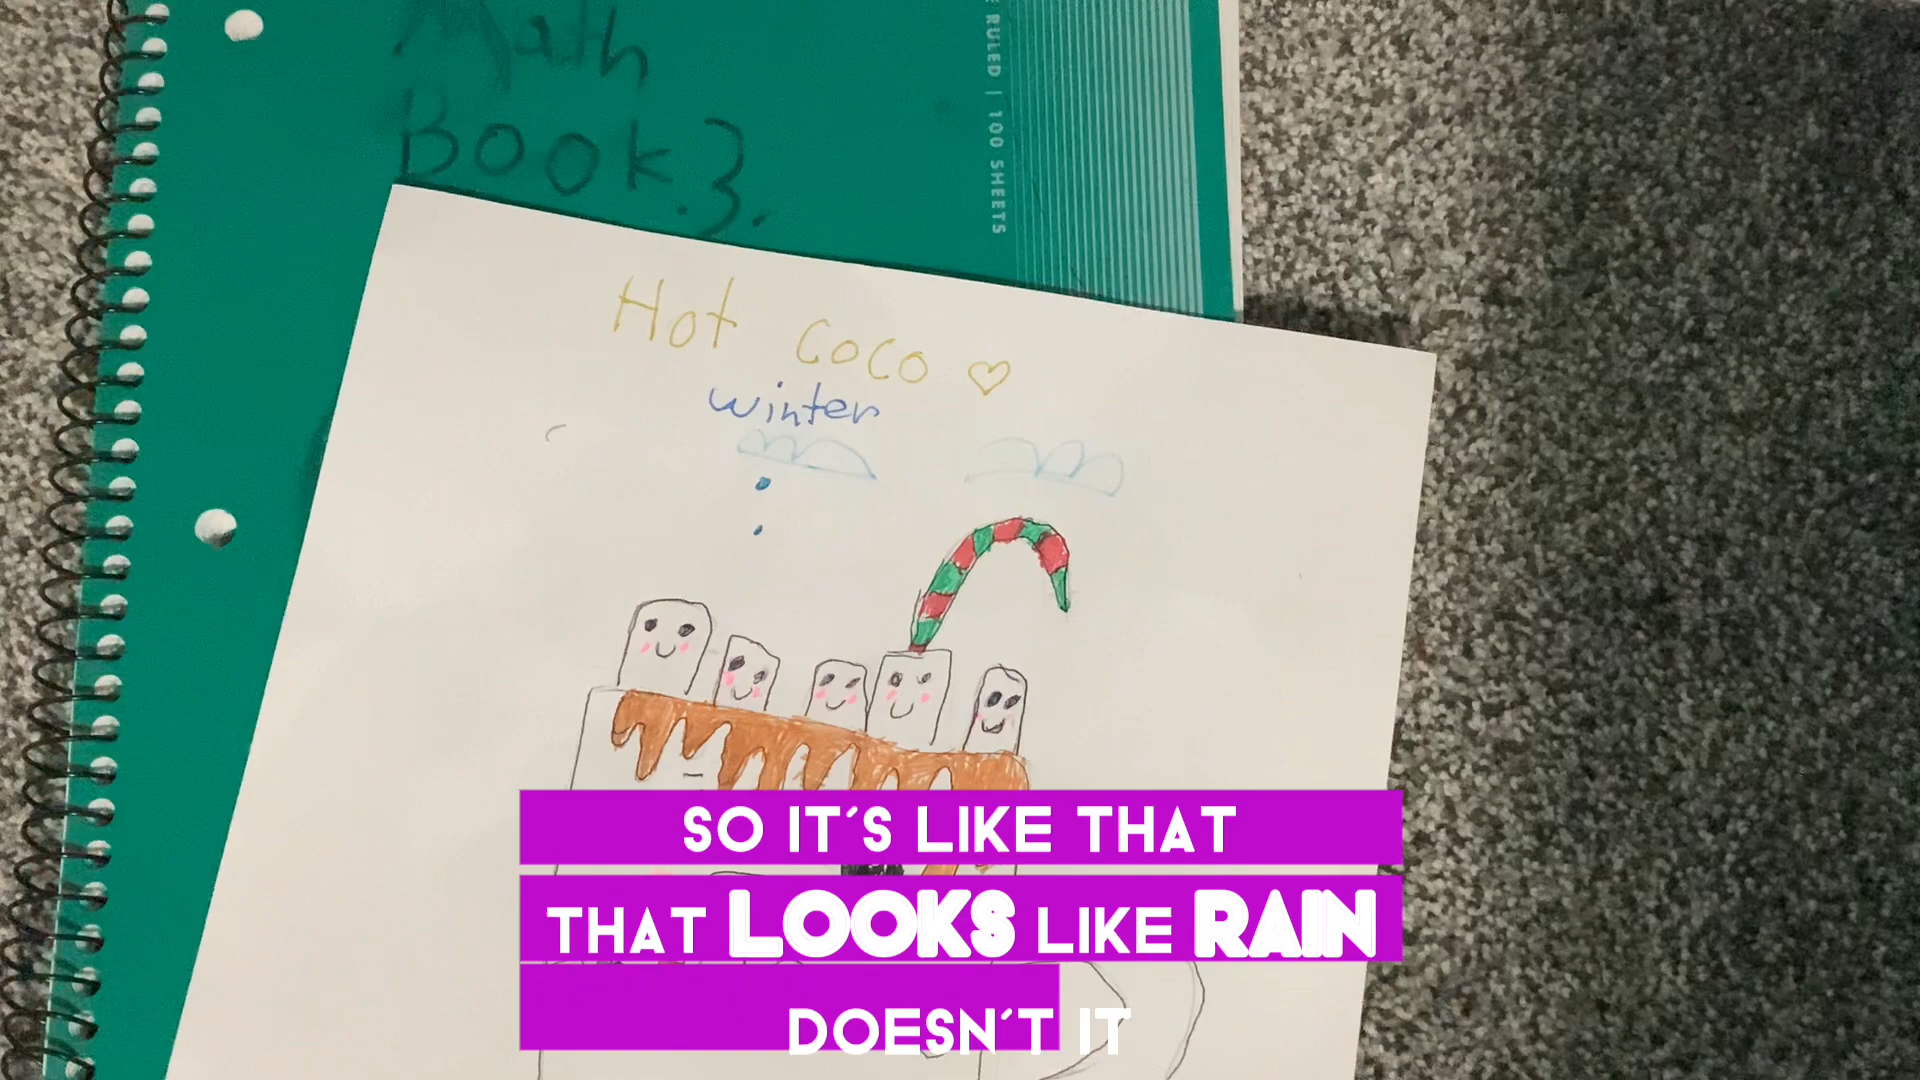 Math
Book 3.
E RULED | 100 SHEETS
Hot Coco ♡
winter
SO IT'S LIKE THAT
THAT LOOKS LIKE RAIN
DOESN'T IT